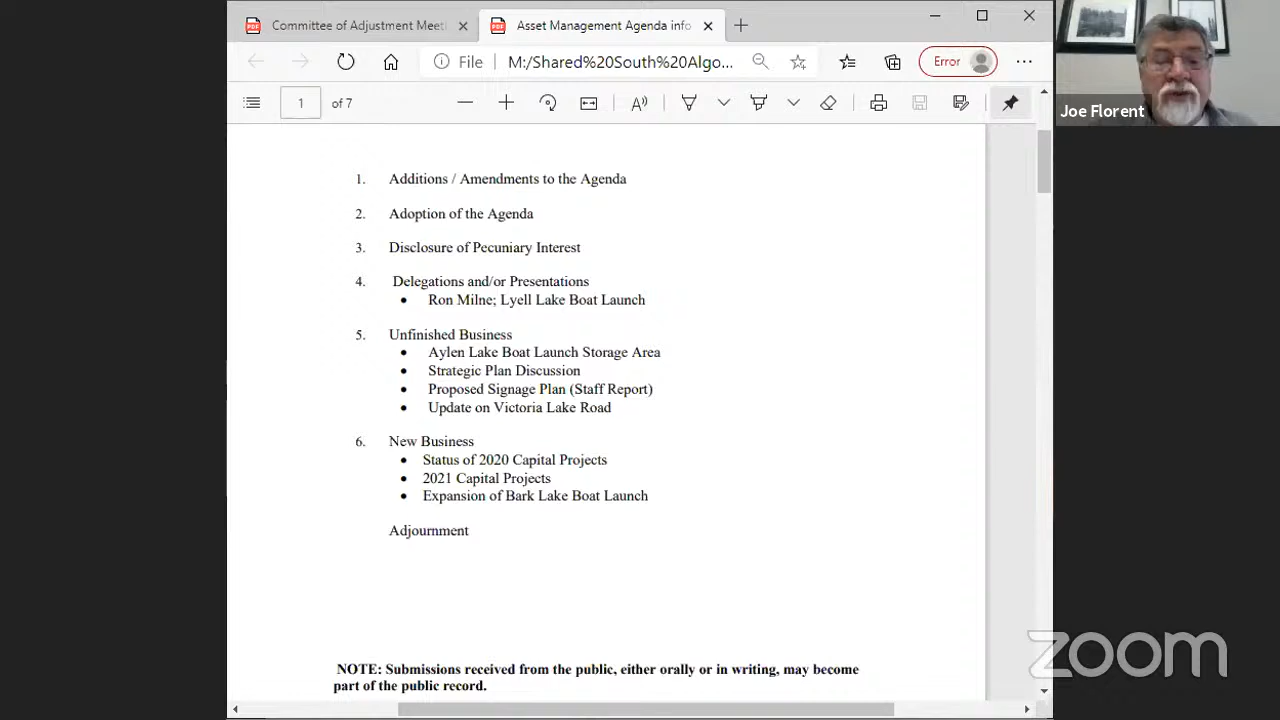 Committee of Adjustment Meeti
Asset Management Agenda info
File
M:/Shared%20South%20Algo...
Error
1 of 7
1. Additions / Amendments to the Agenda
2. Adoption of the Agenda
3. Disclosure of Pecuniary Interest
4. Delegations and/or Presentations
• Ron Milne; Lyell Lake Boat Launch
5. Unfinished Business
• Aylen Lake Boat Launch Storage Area
• Strategic Plan Discussion
• Proposed Signage Plan (Staff Report)
• Update on Victoria Lake Road
6. New Business
• Status of 2020 Capital Projects
• 2021 Capital Projects
• Expansion of Bark Lake Boat Launch
Adjournment
NOTE: Submissions received from the public, either orally or in writing, may become
part of the public record.
Joe Florent
zoom